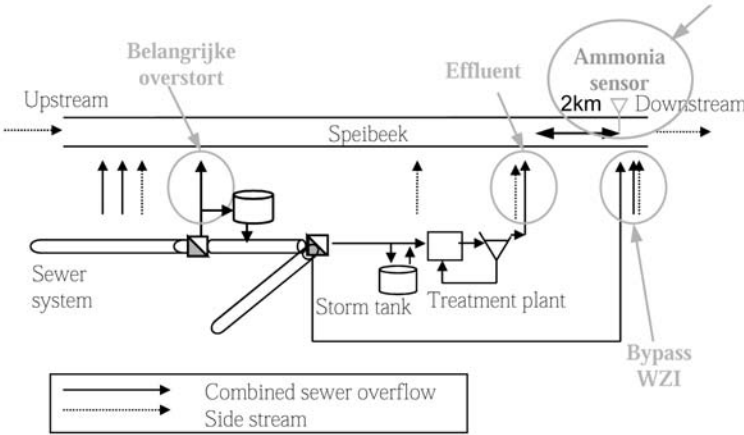 Belangrijke
overstort
Effluent
Ammonia
sensor
Upstream
2km
Downstream
Speibeek
Sewer
system
Storm tank
Treatment plant
Bypass
WZI
Combined sewer overflow
Side stream